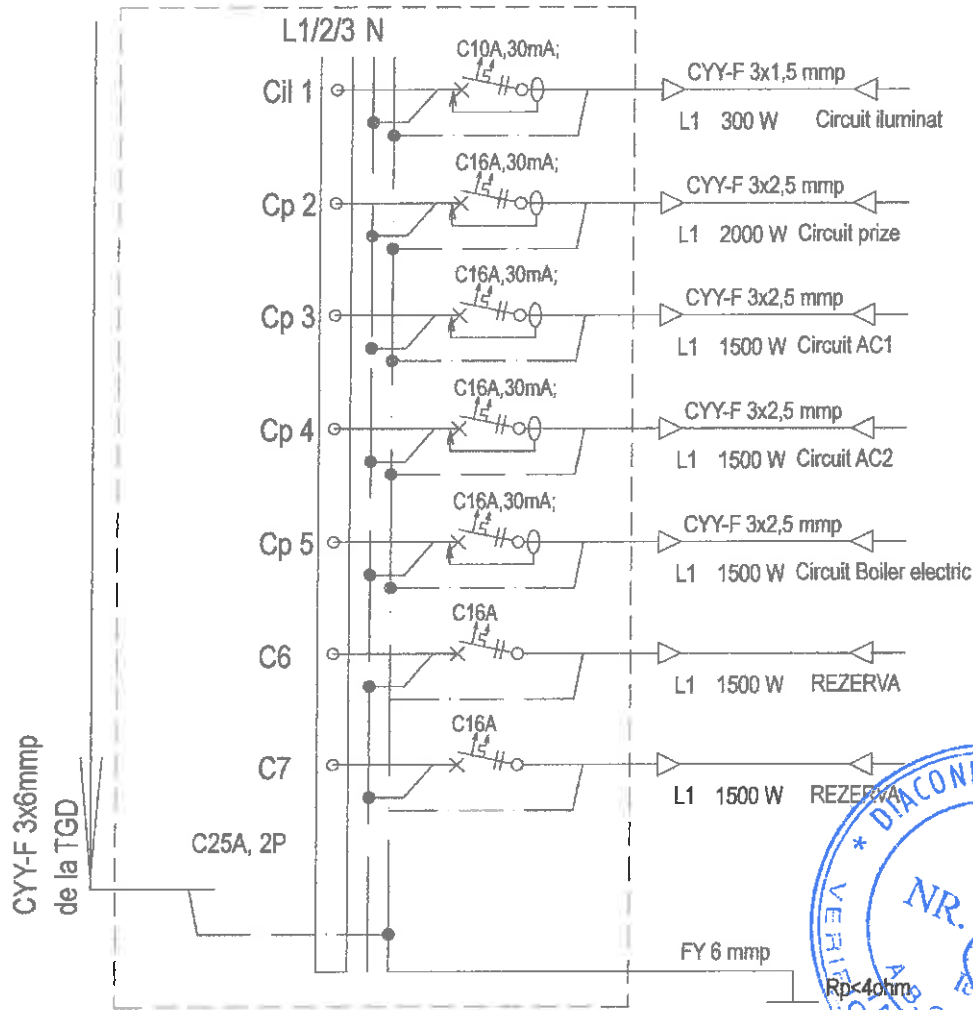 L1/2/3 N
C10A,30mA;
Cil 1
CYY-F 3x1,5 mmp
L1 300 W Circuit iluminat
C16A,30mA;
Cp 2
CYY-F 3x2,5 mmp
L1 2000 W Circuit prize
C16A,30mA;
Cp 3
CYY-F 3x2,5 mmp
L1 1500 W Circuit AC1
C16A,30mA;
Cp 4
CYY-F 3x2,5 mmp
L1 1500 W Circuit AC2
C16A,30mA;
Cp 5
CYY-F 3x2,5 mmp
L1 1500 W Circuit Boiler electric
C16A
C6
L1 1500 W REZERVA
C16A
C7
L1 1500 W REZERVA
C25A, 2P
CYY-F 3x6mmp
de la TGD
FY 6 mmp
Rp<4ohm
NR.